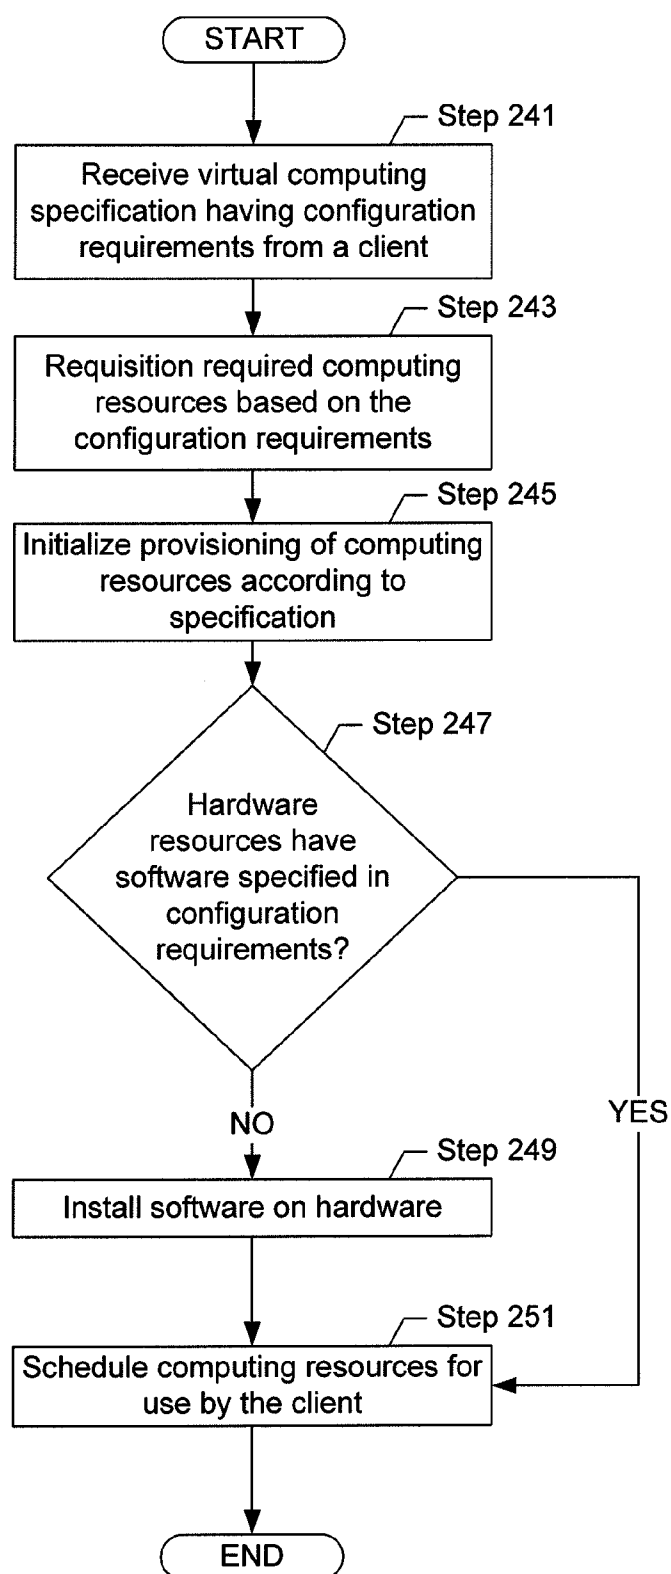 START
Step 241
Receive virtual computing
specification having configuration
requirements from a client
Step 243
Requisition required computing
resources based on the
configuration requirements
Step 245
Initialize provisioning of computing
resources according to
specification
Step 247
Hardware
resources have
software specified in
configuration
requirements?
NO
YES
Step 249
Install software on hardware
Step 251
Schedule computing resources for
use by the client
END